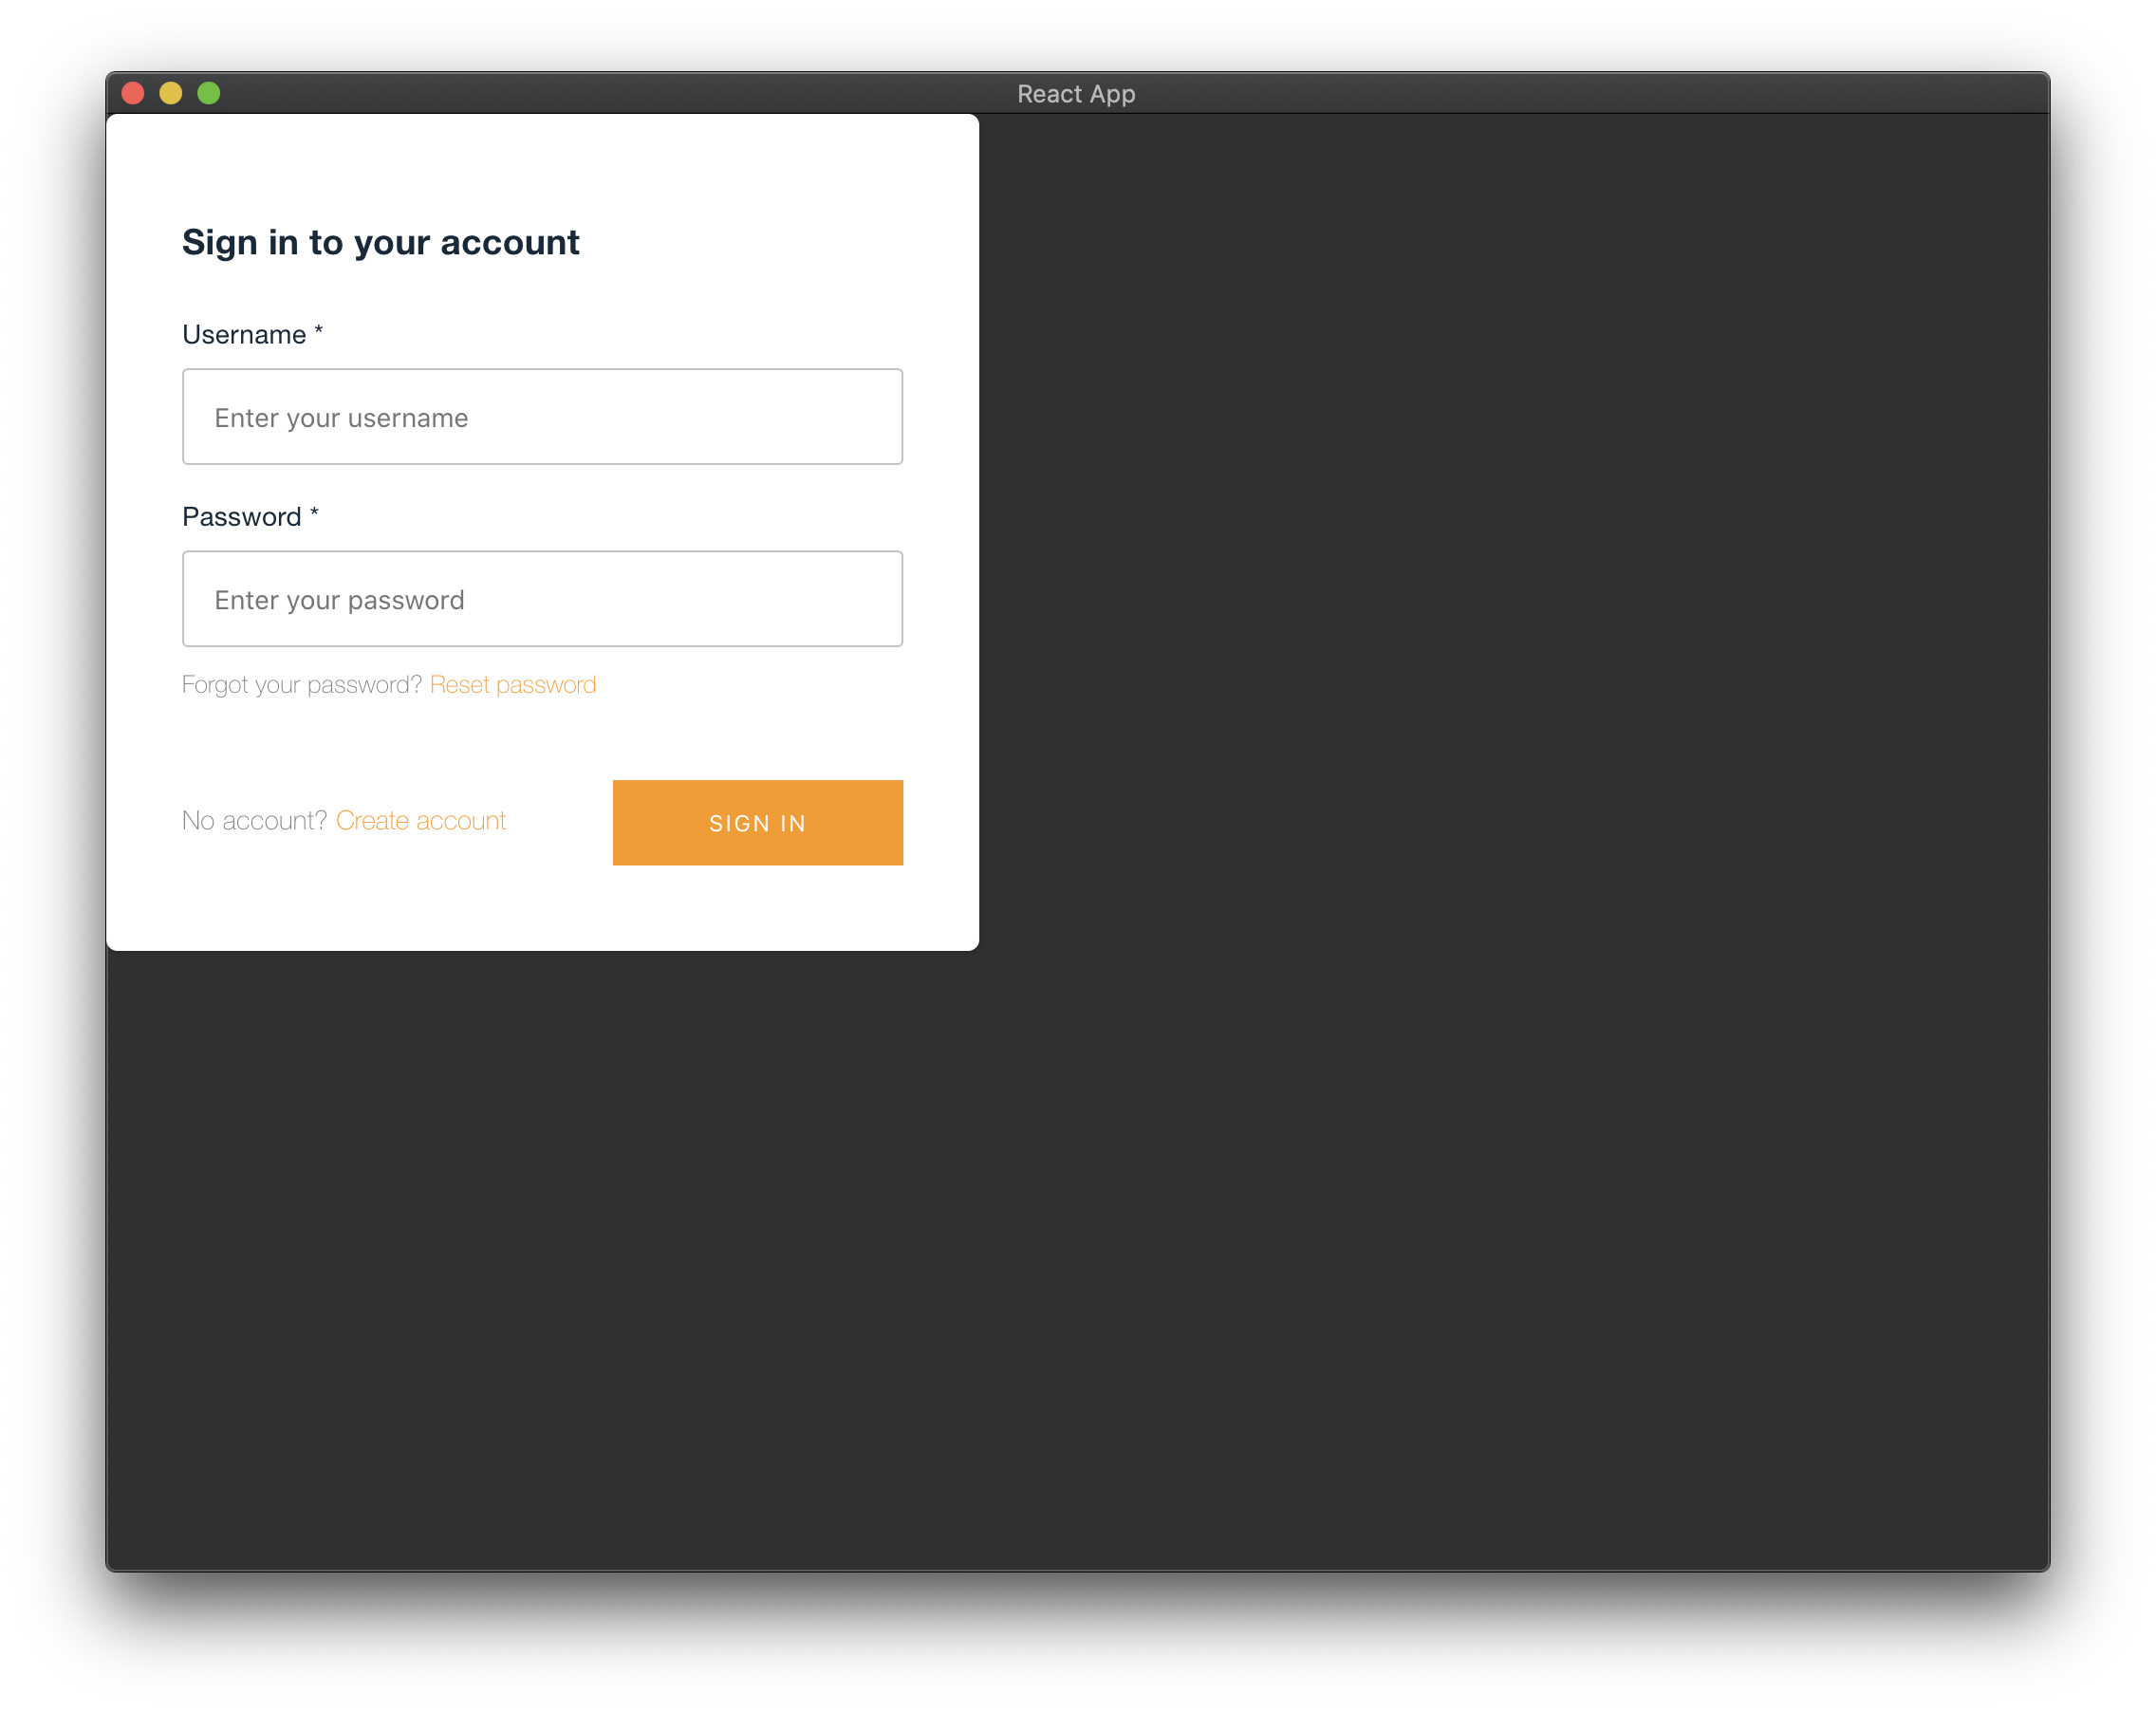 React App
Sign in to your account
Username *
Enter your username
Password *
Enter your password
Forgot your password? Reset password
No account? Create account
SIGN IN